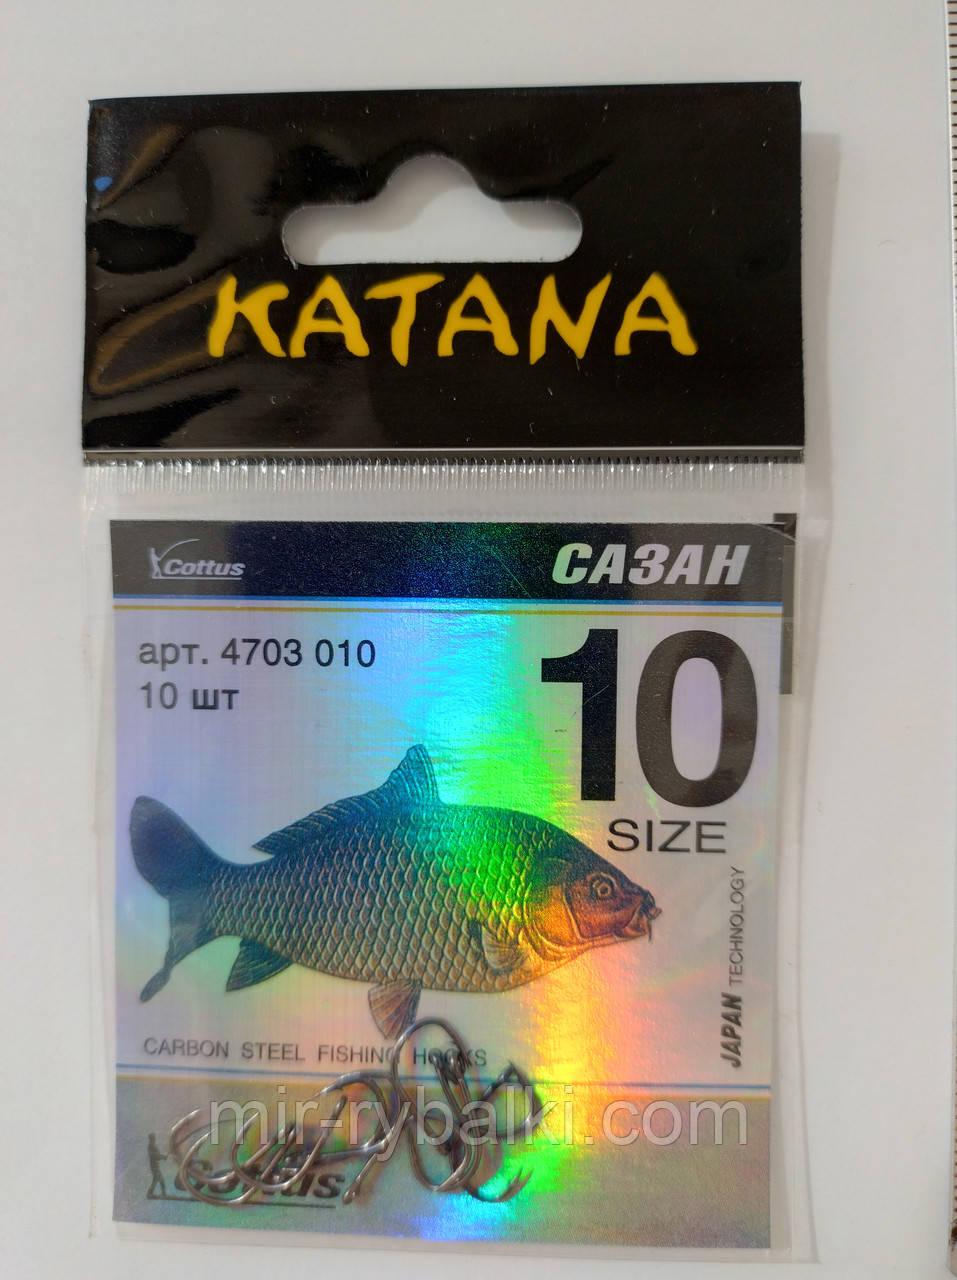 KATANA
Cottus
САЗАН
арт. 4703 010
10 шт
10
SIZE
JAPAN TECHNOLOGY
CARBON STEEL FISHING HOOKS
mir-rybalki.com
Cottus